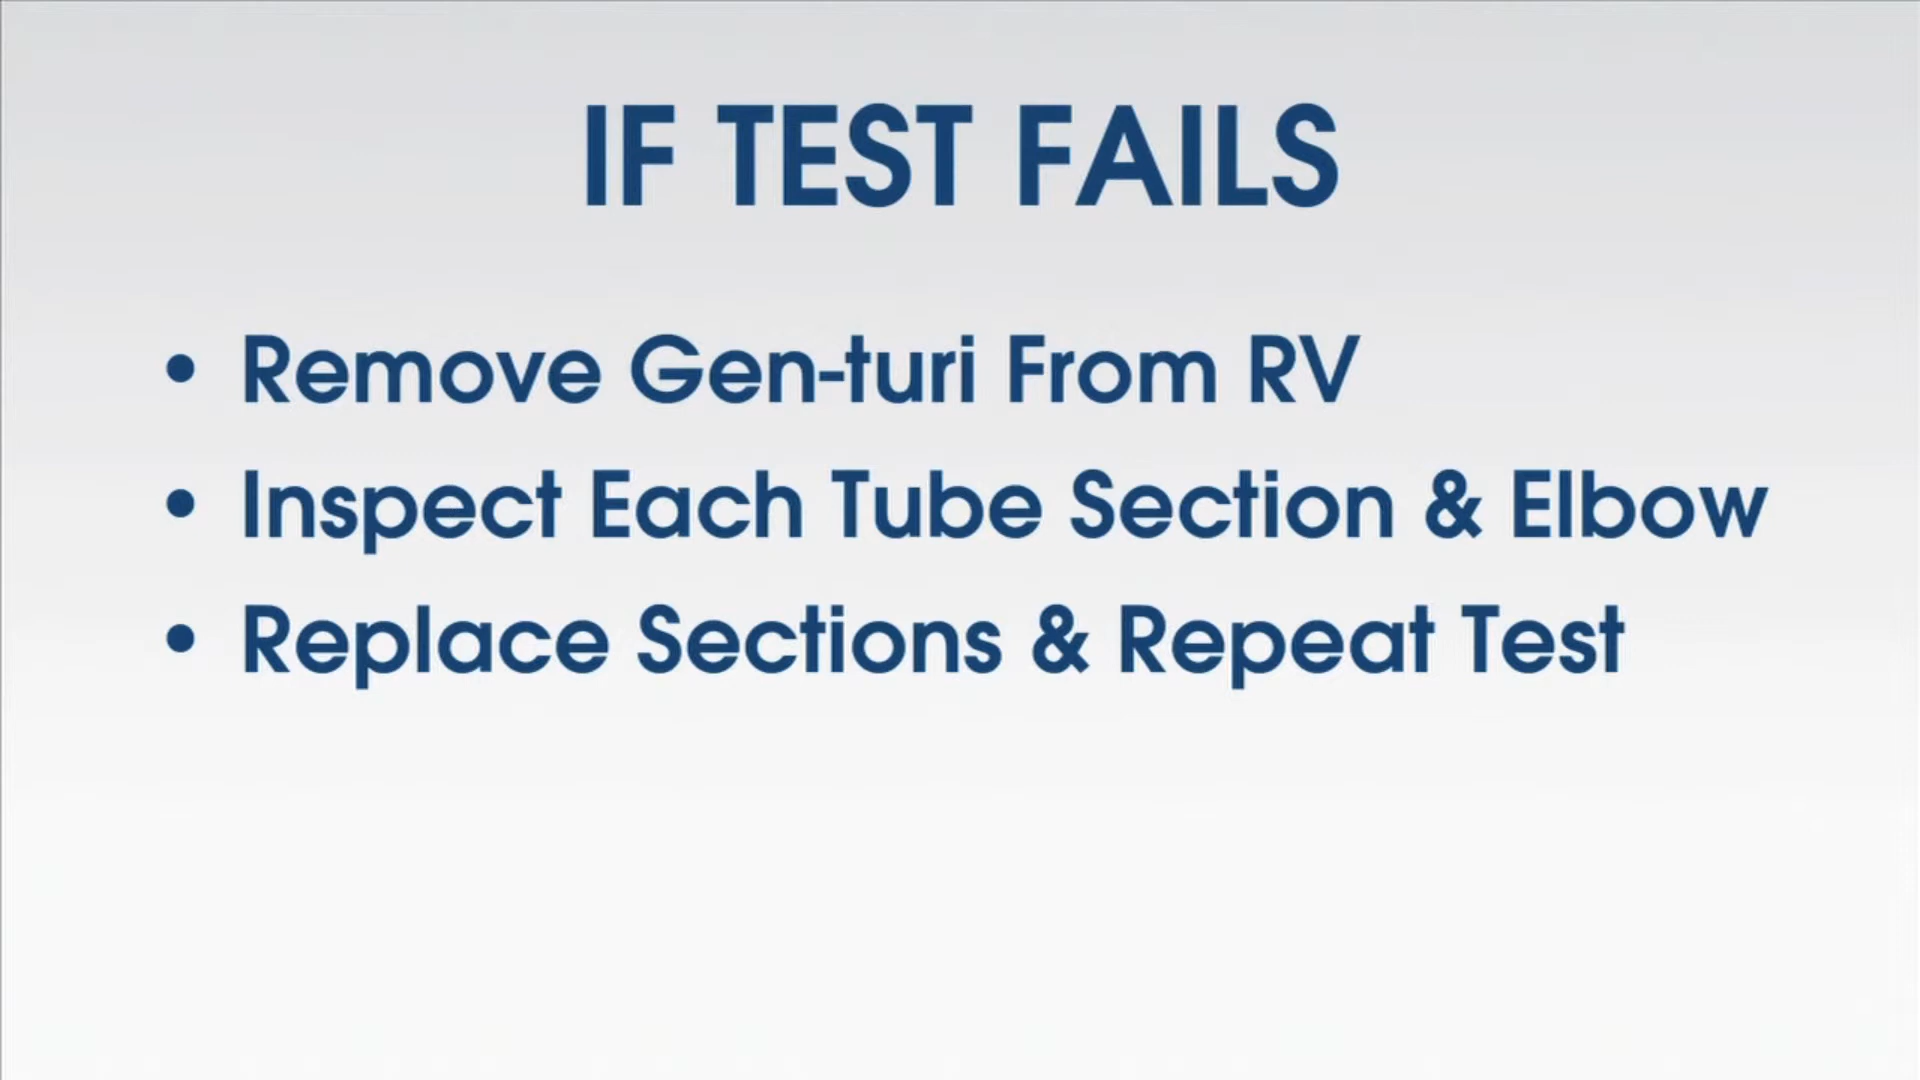 IF TEST FAILS
• Remove Gen-turi From RV
• Inspect Each Tube Section & Elbow
• Replace Sections & Repeat Test